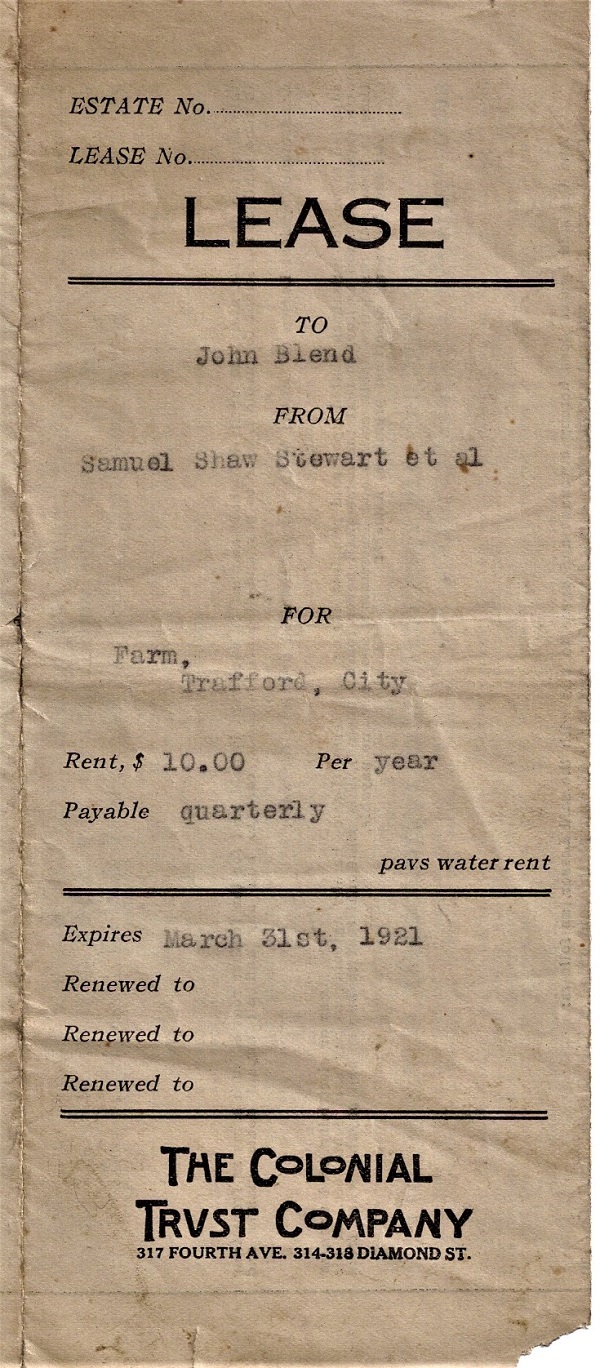 ESTATE No.
LEASE No.
LEASE
TO
John Blend
FROM
Samuel Shaw Stewart et al
FOR
Farm,
Trafford, City
Rent, $ 10.00 Per year
Payable quarterly
pays water rent
Expires March 31st, 1921
Renewed to
Renewed to
Renewed to
THE COLONIAL
TRVST COMPANY
317 FOURTH AVE. 314-318 DIAMOND ST.